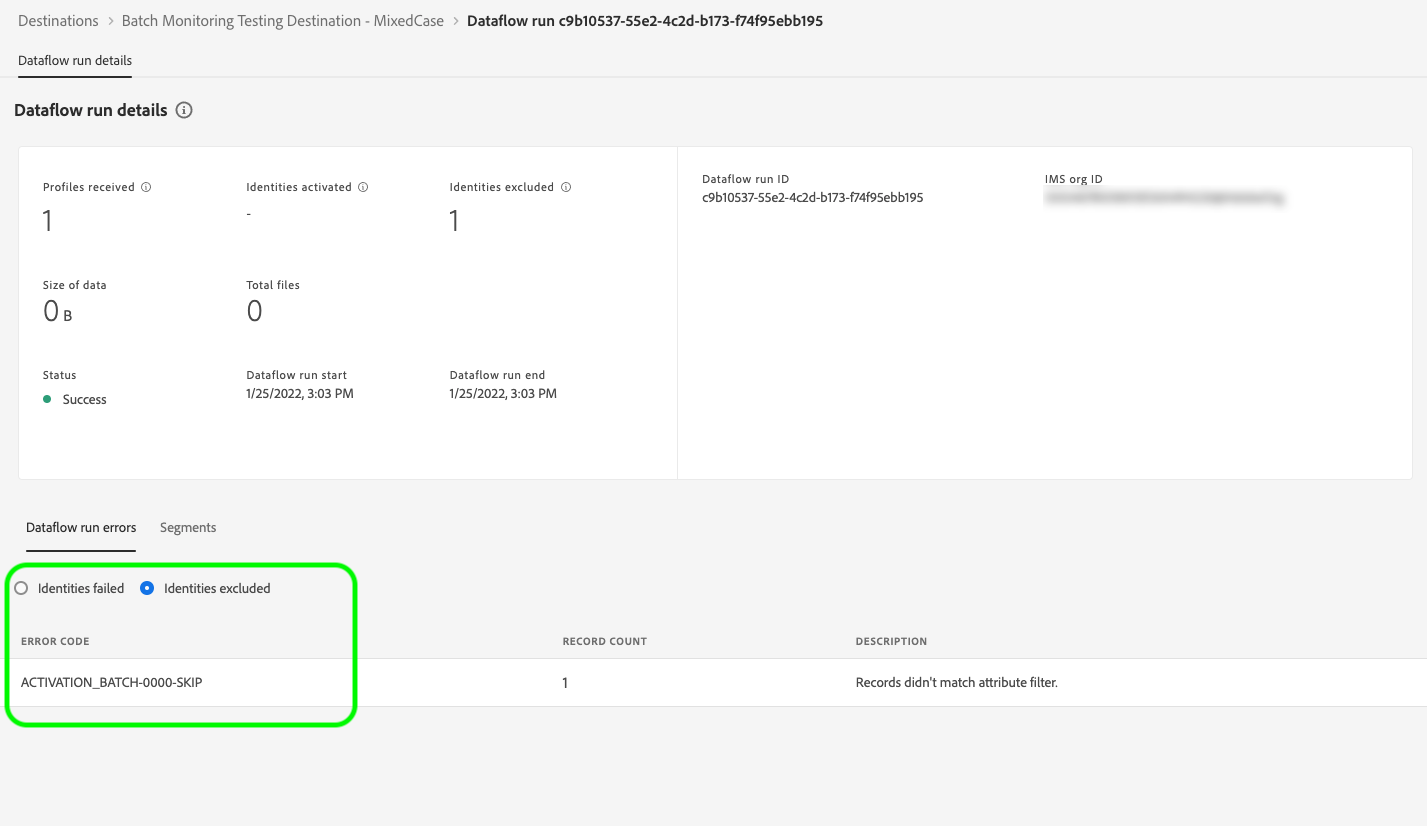 Destinations > Batch Monitoring Testing Destination - MixedCase > Dataflow run c9b10537-55e2-4c2d-b173-f74f95ebb195
Dataflow run details
Dataflow run details
Profiles received Identities activated Identities excluded
1 - 1
Size of data Total files
0 B 0
Status Dataflow run start Dataflow run end
Success 1/25/2022, 3:03 PM 1/25/2022, 3:03 PM
Dataflow run ID IMS org ID
c9b10537-55e2-4c2d-b173-f74f95ebb195
Dataflow run errors Segments
Identities failed Identities excluded
ERROR CODE RECORD COUNT DESCRIPTION
ACTIVATION_BATCH-0000-SKIP 1 Records didn't match attribute filter.